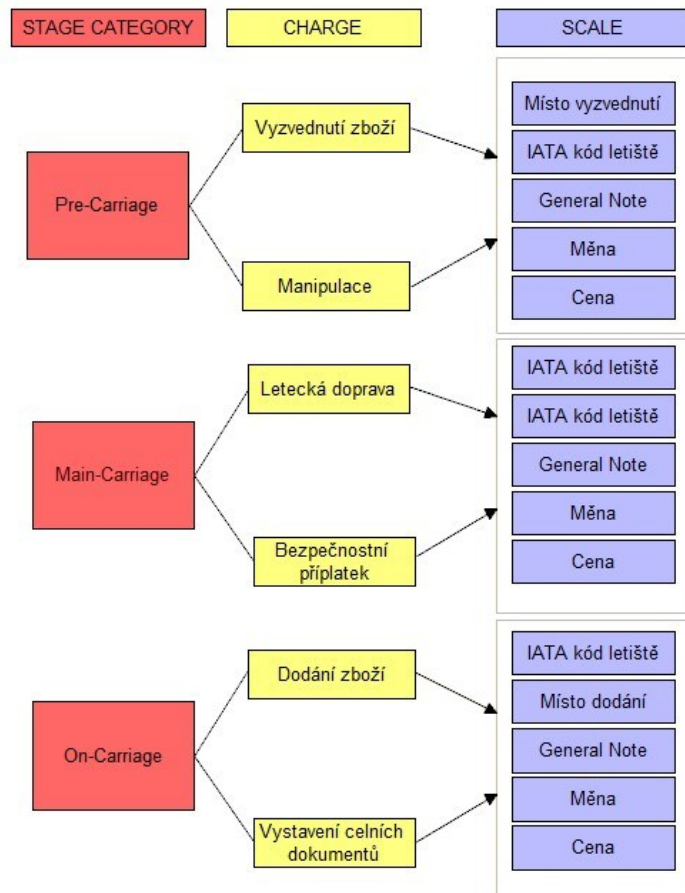 STAGE CATEGORY
CHARGE
SCALE
Pre-Carriage
Vyzvednutí zboží
Manipulace
Místo vyzvednutí
IATA kód letiště
General Note
Měna
Cena
Main-Carriage
Letecká doprava
Bezpečnostní
příplatek
IATA kód letiště
IATA kód letiště
General Note
Měna
Cena
On-Carriage
Dodání zboží
Vystavení celních
dokumentů
IATA kód letiště
Místo dodání
General Note
Měna
Cena